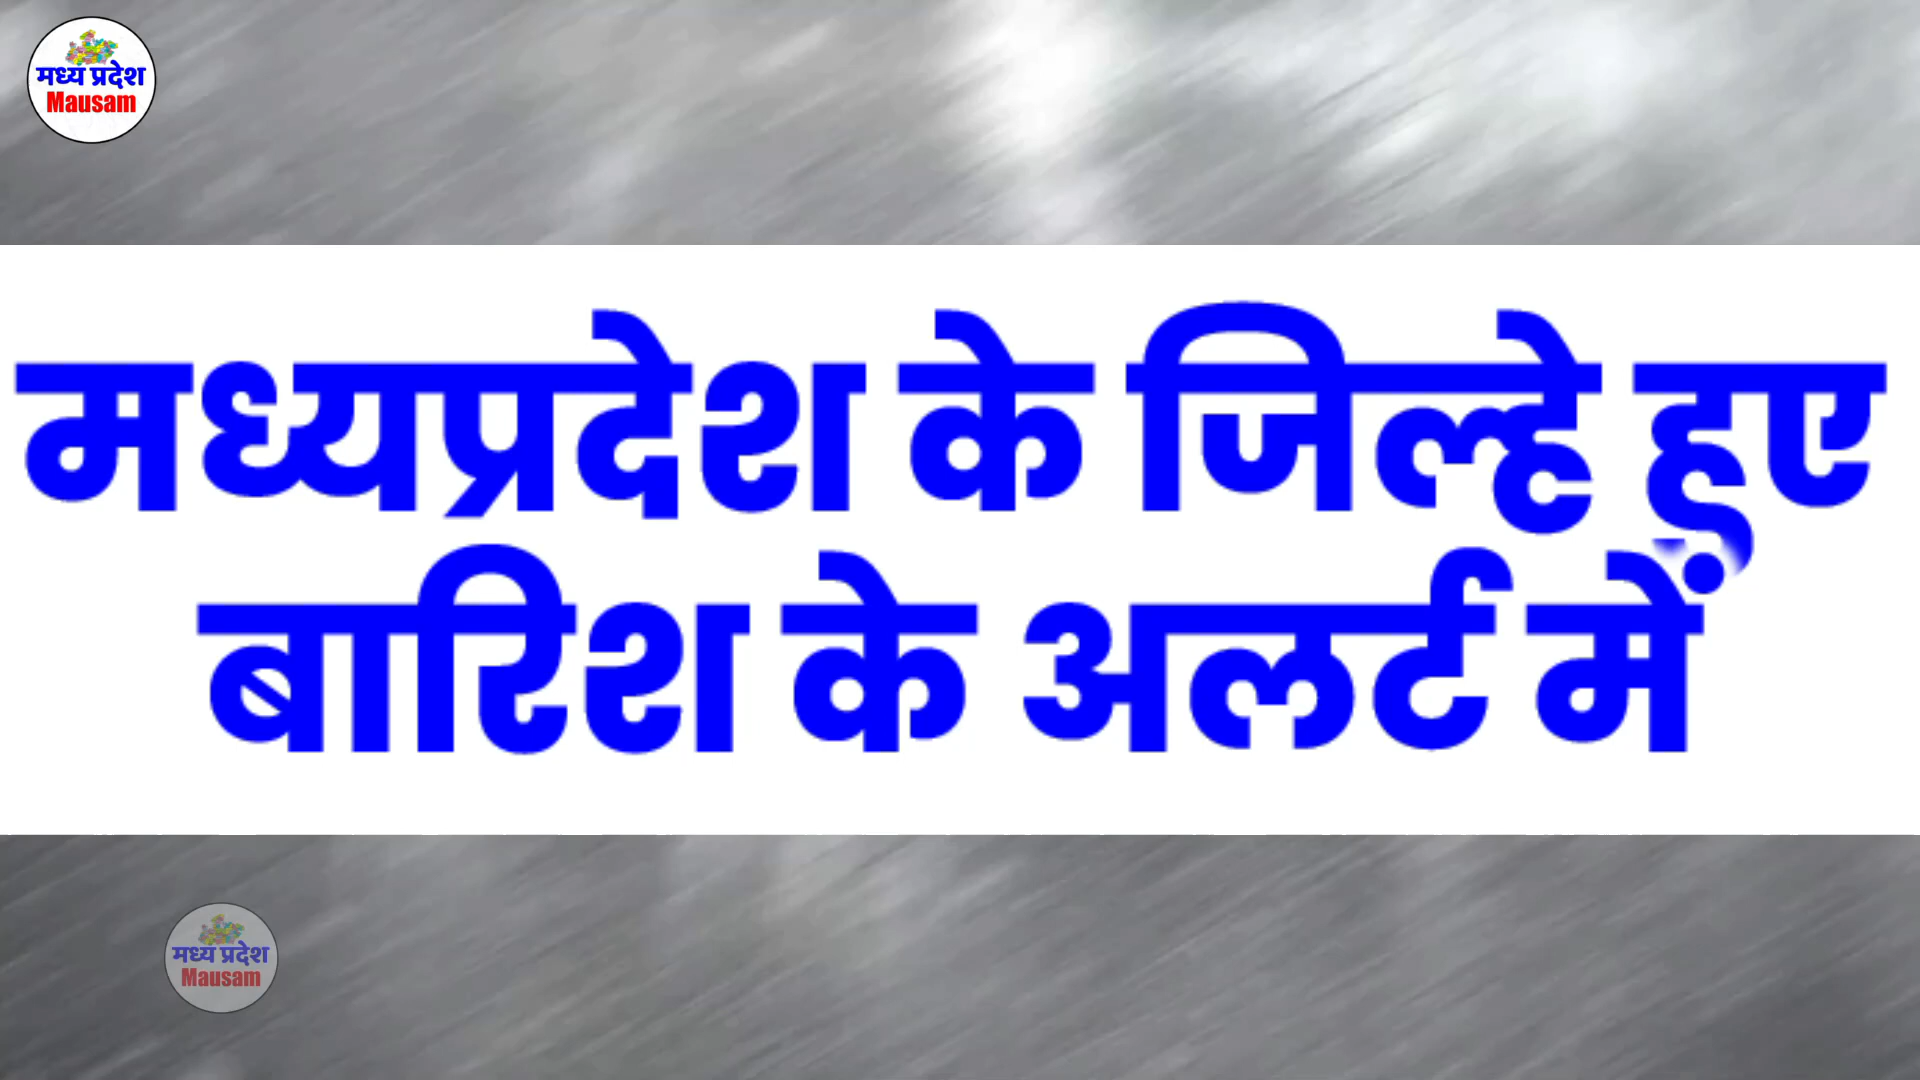 मध्य प्रदेश
Mausam
मध्यप्रदेश के जिल्हे हुए
बारिश के अलर्ट में
मध्य प्रदेश
Mausam